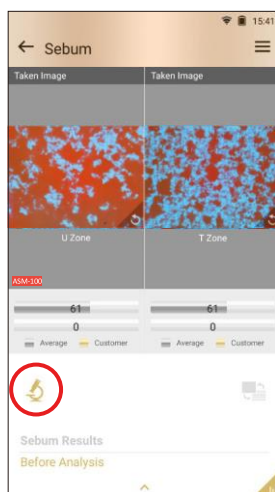 15:41
Sebum
Taken Image
Taken Image
U Zone
T Zone
ASM-100
61
61
0
0
Average Customer
Average Customer
Sebum Results
Before Analysis